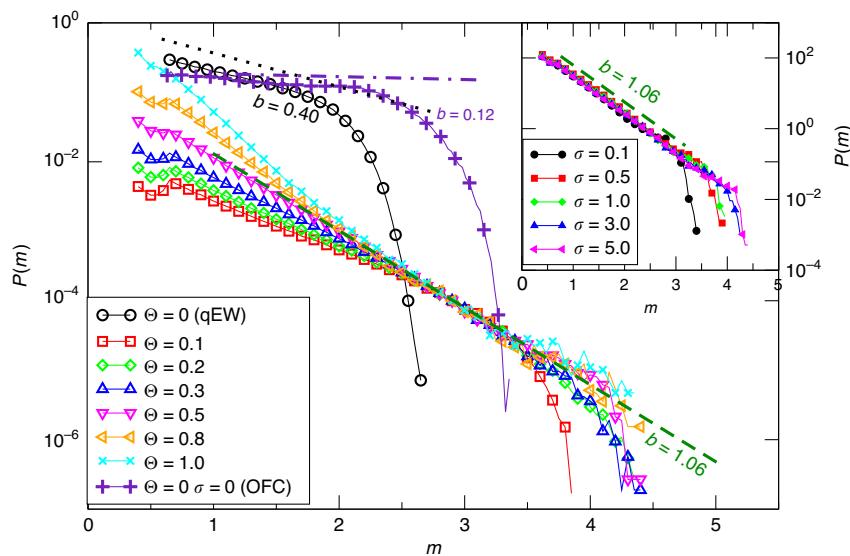 10^0
10^-2
10^-4
10^-6
P(m)
0
1
2
3
4
5
m
b = 0.40
b = 0.12
b = 1.06
Θ = 0 (qEW)
Θ = 0.1
Θ = 0.2
Θ = 0.3
Θ = 0.5
Θ = 0.8
Θ = 1.0
Θ = 0 σ = 0 (OFC)
b = 1.06
σ = 0.1
σ = 0.5
σ = 1.0
σ = 3.0
σ = 5.0
0
1
2
3
4
5
m
10^2
10^0
10^-2
10^-4
P(m)